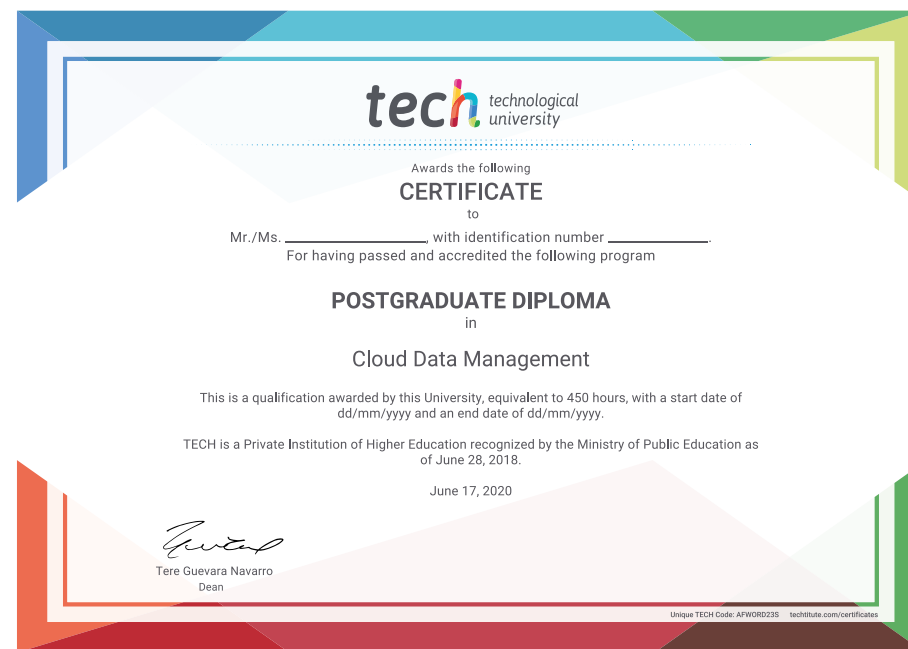 tech technological
university
Awards the following
CERTIFICATE
to
Mr./Ms. ____________, with identification number ____________.
For having passed and accredited the following program
POSTGRADUATE DIPLOMA
in
Cloud Data Management
This is a qualification awarded by this University, equivalent to 450 hours, with a start date of
dd/mm/yyyy and an end date of dd/mm/yyyy.
TECH is a Private Institution of Higher Education recognized by the Ministry of Public Education as
of June 28, 2018.
June 17, 2020
Tere Guevara Navarro
Dean
Unique TECH Code: AFWORD23S techtitute.com/certificates